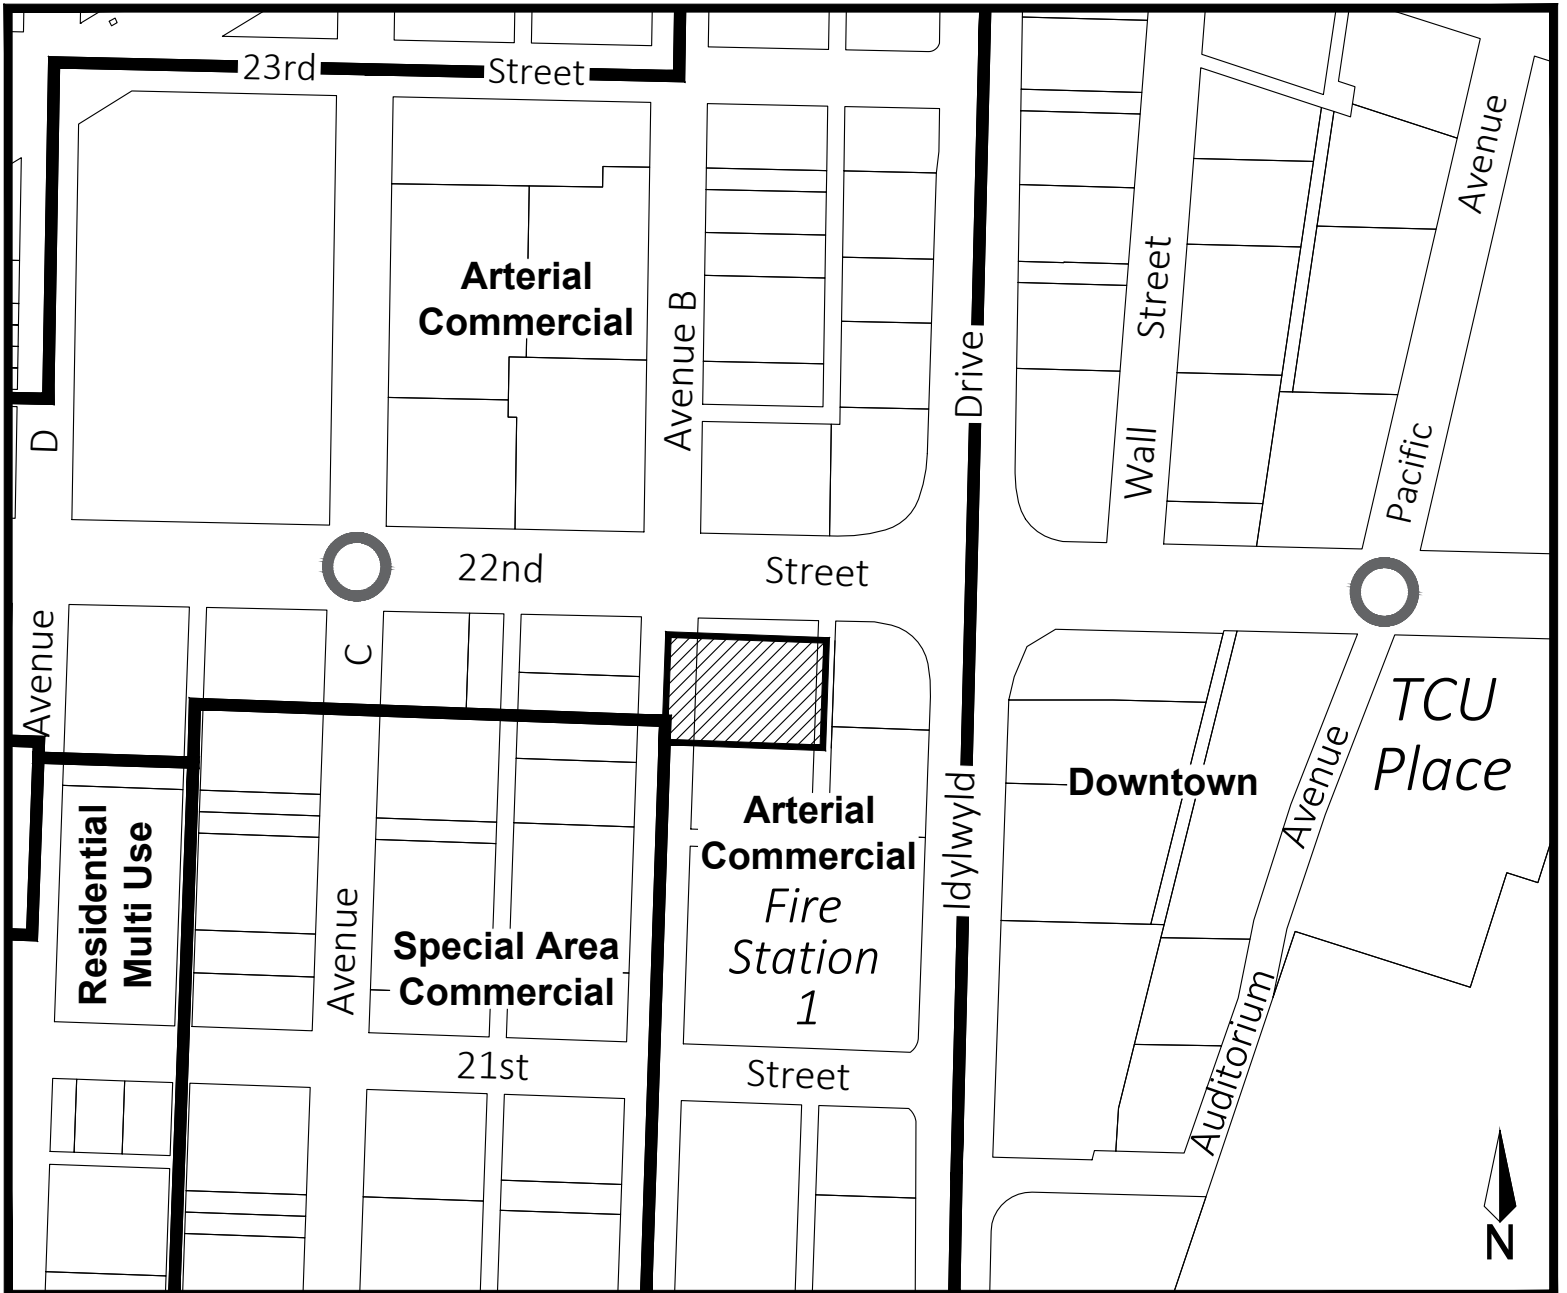 23rd
Street
Avenue
Arterial
Commercial
Avenue B
Street
Drive
D
Wall
Pacific
22nd
Street
Avenue
C
TCU
Place
Avenue
Downtown
Idylwyld
Arterial
Commercial
Residential
Multi Use
Avenue
Fire
Station
1
Special Area
Commercial
Auditorium
21st
Street
N